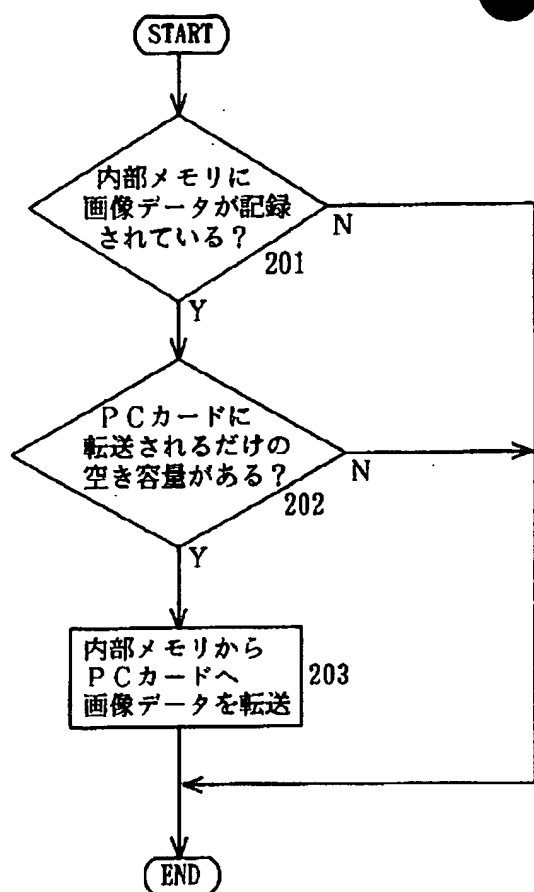 START
内部メモリに
画像データが記録
されている?
N
201
Y
PCカードに
転送されるだけの
空き容量がある?
N
202
Y
内部メモリから
PCカードへ
画像データを転送
203
END